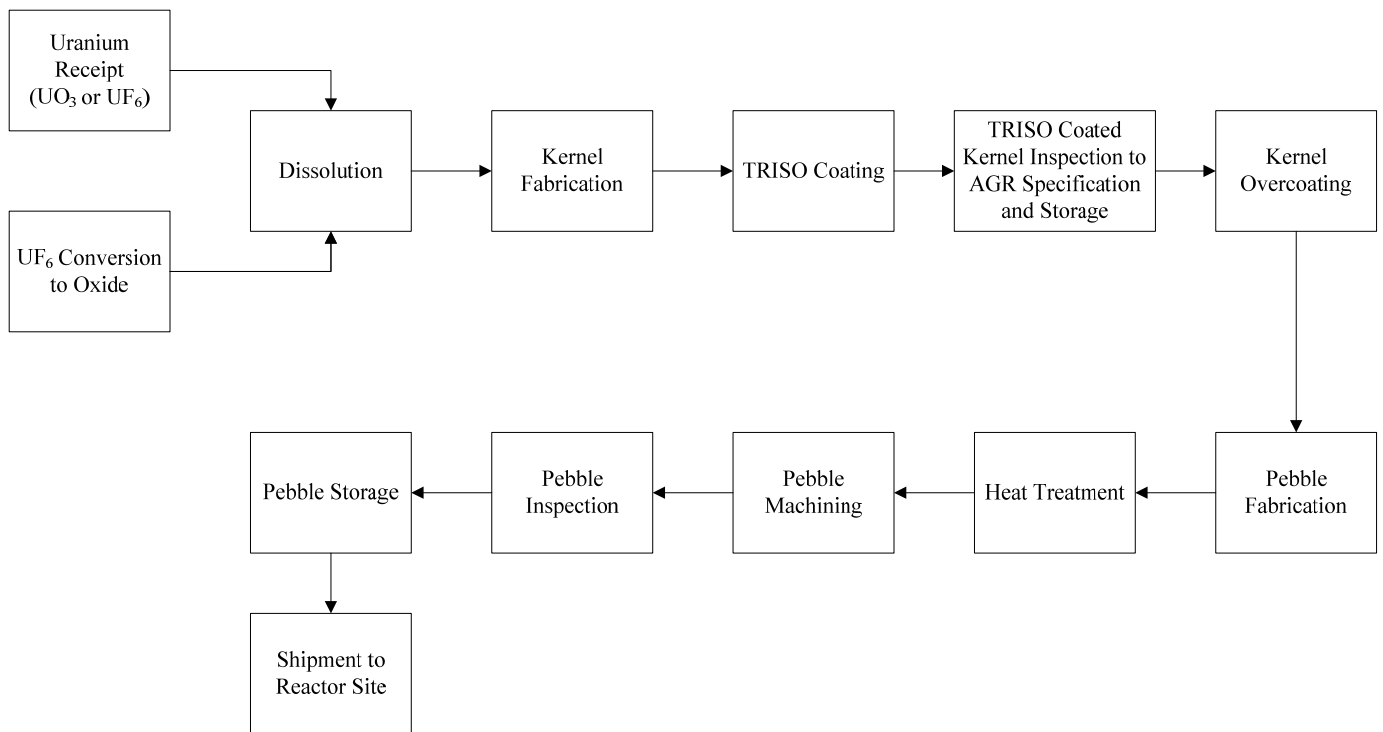 Uranium
Receipt
(UO₃ or UF₆)
UF₆ Conversion
to Oxide
Dissolution
Kernel
Fabrication
TRISO Coating
TRISO Coated
Kernel Inspection to
AGR Specification
and Storage
Kernel
Overcoating
Pebble
Fabrication
Heat Treatment
Pebble
Machining
Pebble
Inspection
Pebble Storage
Shipment to
Reactor Site